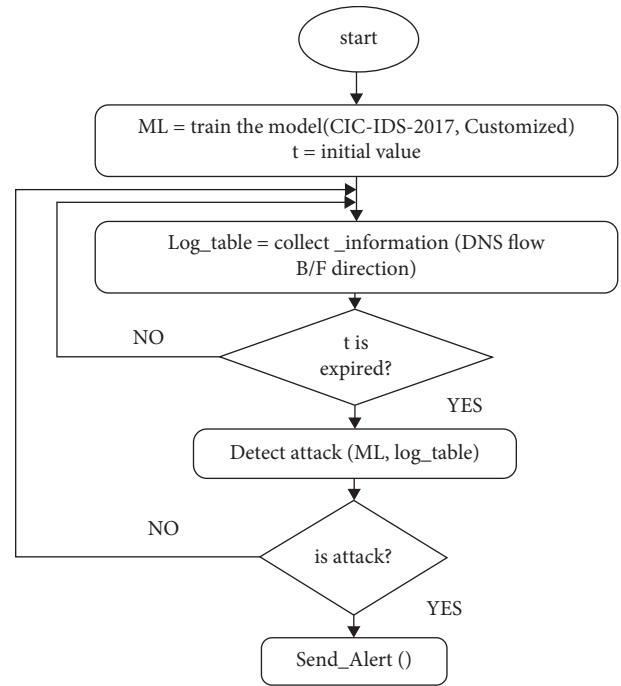 start
ML = train the model(CIC-IDS-2017, Customized)
t = initial value
Log_table = collect _information (DNS flow
B/F direction)
NO
t is
expired?
YES
Detect attack (ML, log_table)
NO
is attack?
YES
Send_Alert ()